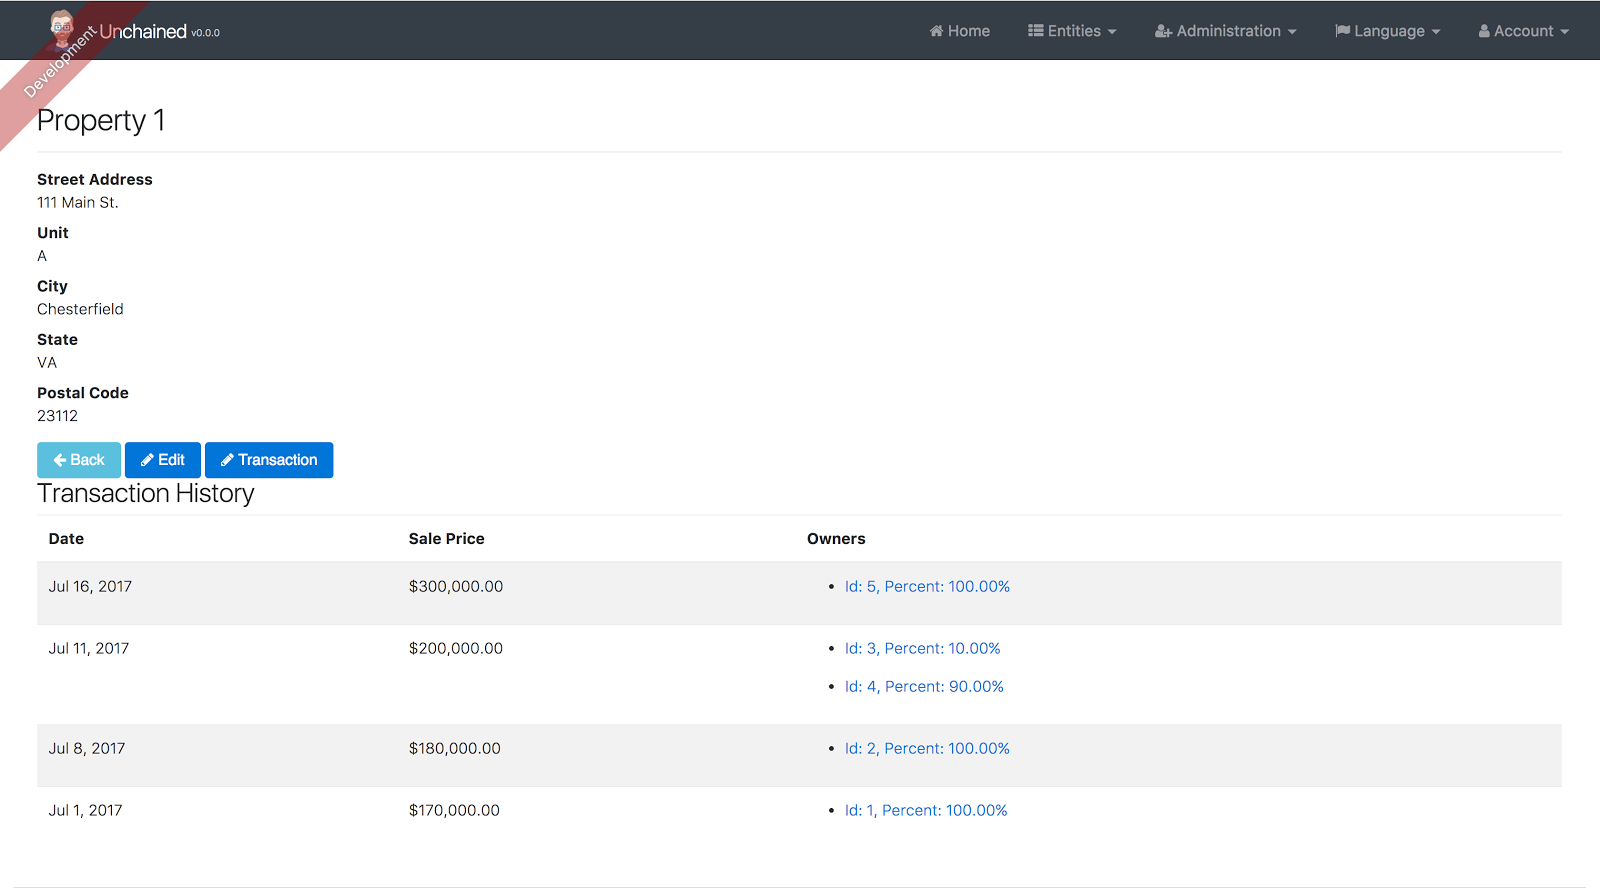 Development
Unchained v0.0.0
Home Entities Administration Language Account
Property 1
Street Address
111 Main St.
Unit
A
City
Chesterfield
State
VA
Postal Code
23112
Back Edit Transaction
Transaction History
Date Sale Price Owners
Jul 16, 2017 $300,000.00 • Id: 5, Percent: 100.00%
Jul 11, 2017 $200,000.00 • Id: 3, Percent: 10.00%
• Id: 4, Percent: 90.00%
Jul 8, 2017 $180,000.00 • Id: 2, Percent: 100.00%
Jul 1, 2017 $170,000.00 • Id: 1, Percent: 100.00%